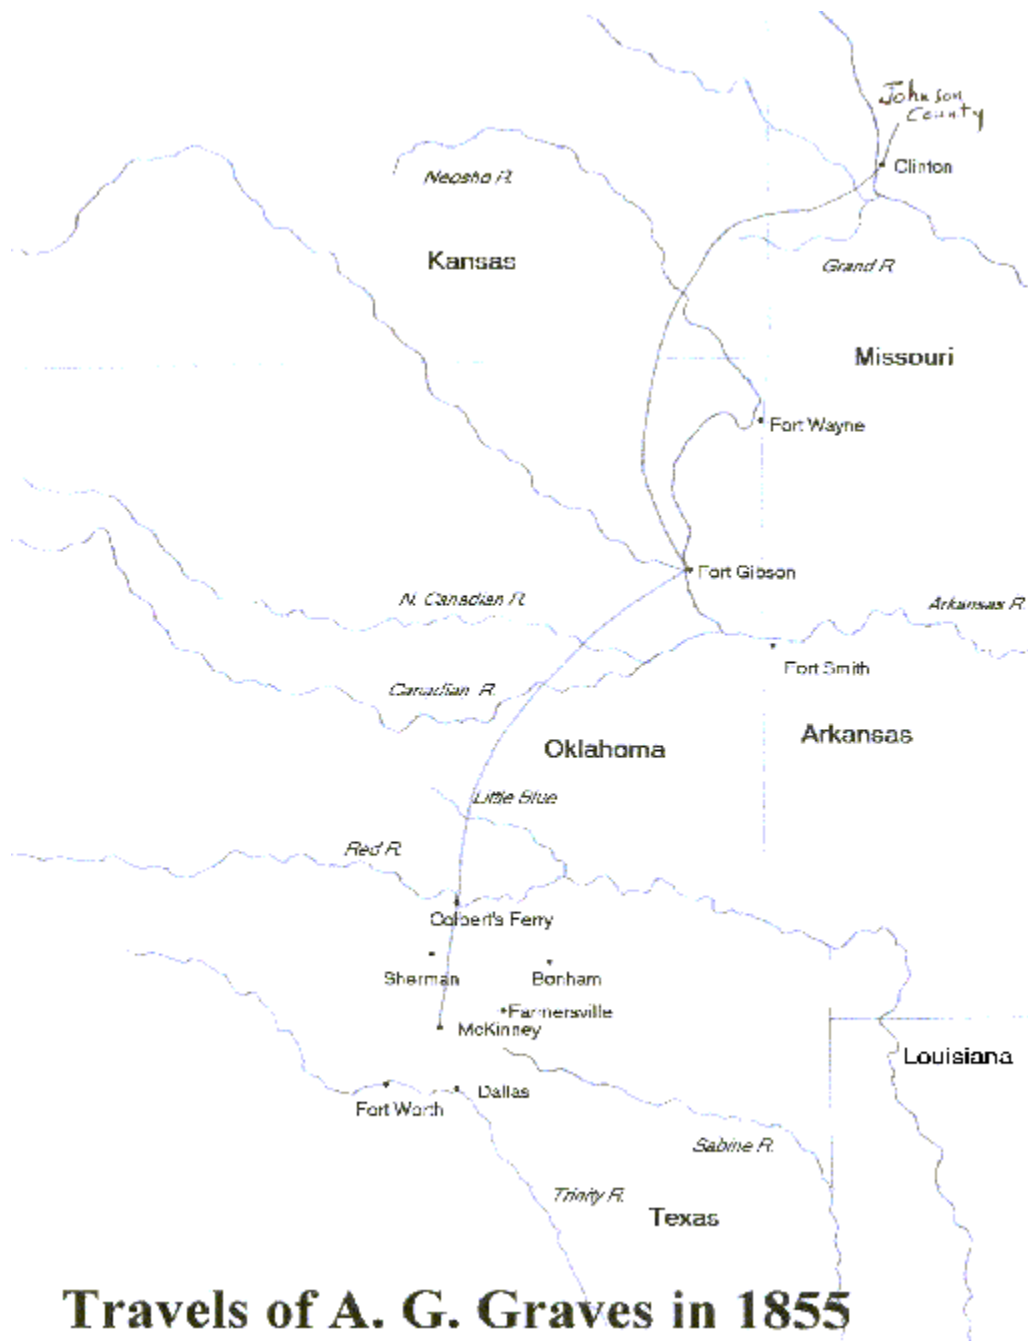 Johnson
County
Clinton
Neosho R.
Kansas
Grand R
Missouri
Fort Wayne
Fort Gibson
N. Canadian R.
Arkansas R.
Fort Smith
Canadian R.
Arkansas
Oklahoma
Little Blue
Red R.
Colbert's Ferry
Sherman
Bonham
Farmersville
McKinney
Louisiana
Dallas
Fort Worth
Sabine R.
Trinity R.
Texas
Travels of A. G. Graves in 1855